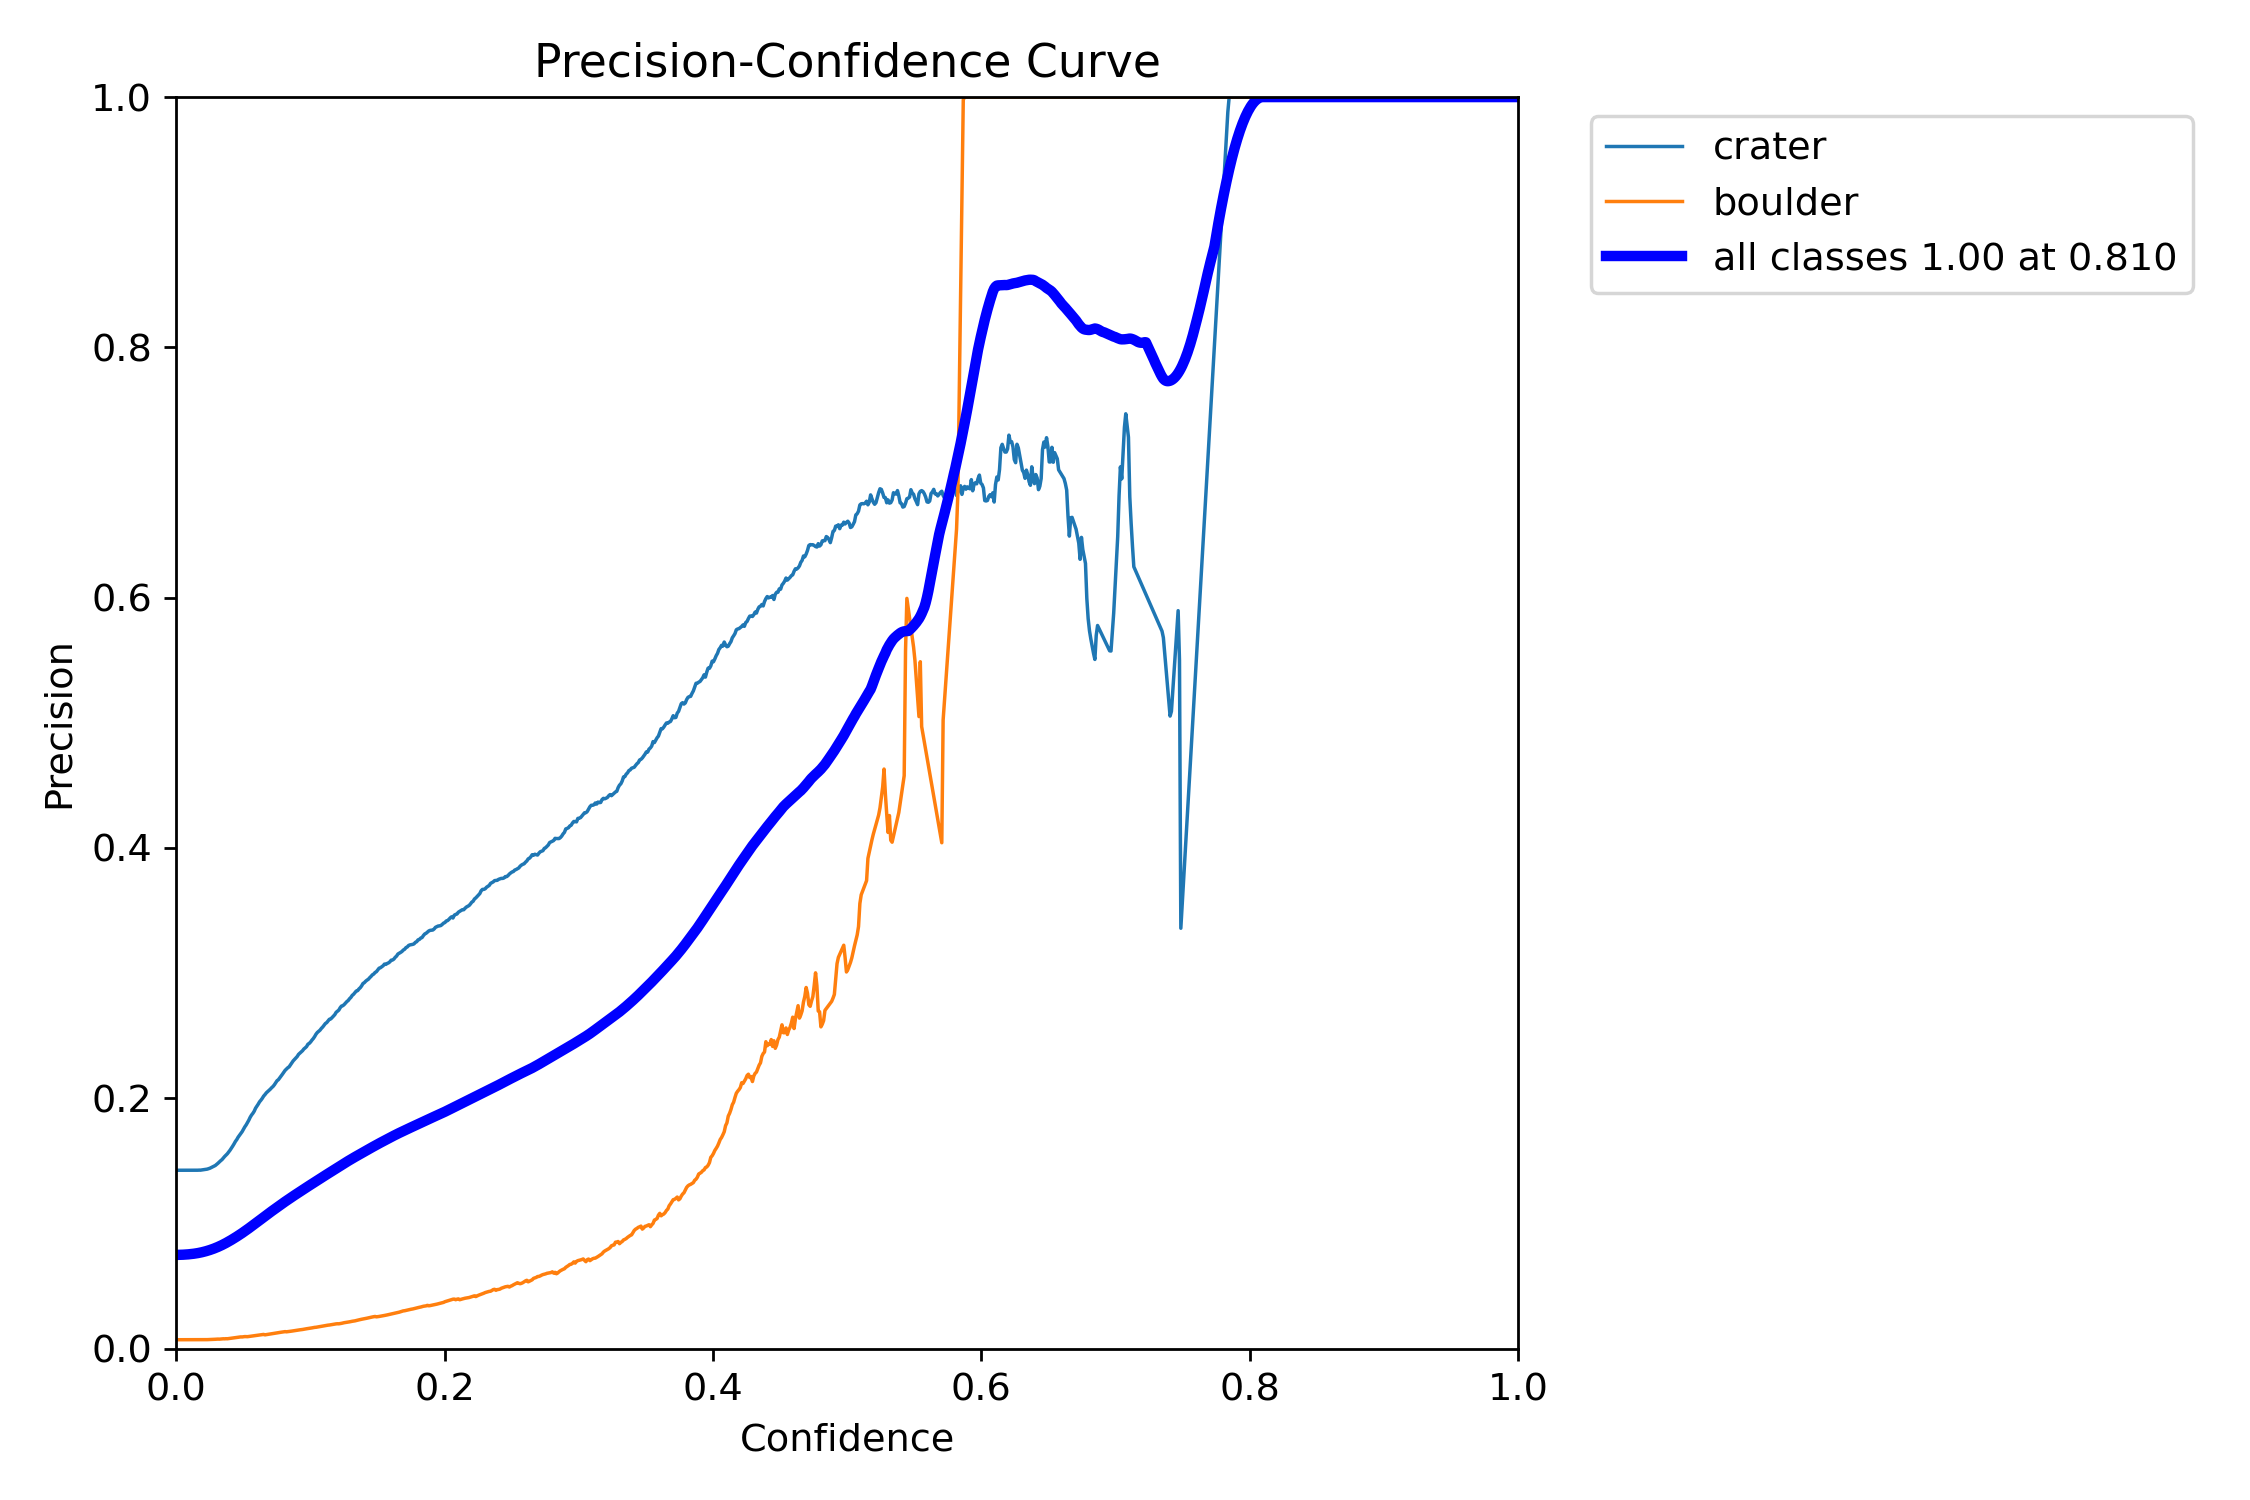 Precision-Confidence Curve
1.0
0.8
0.6
0.4
0.2
0.0
Precision
0.0 0.2 0.4 0.6 0.8 1.0
Confidence
crater
boulder
all classes 1.00 at 0.810